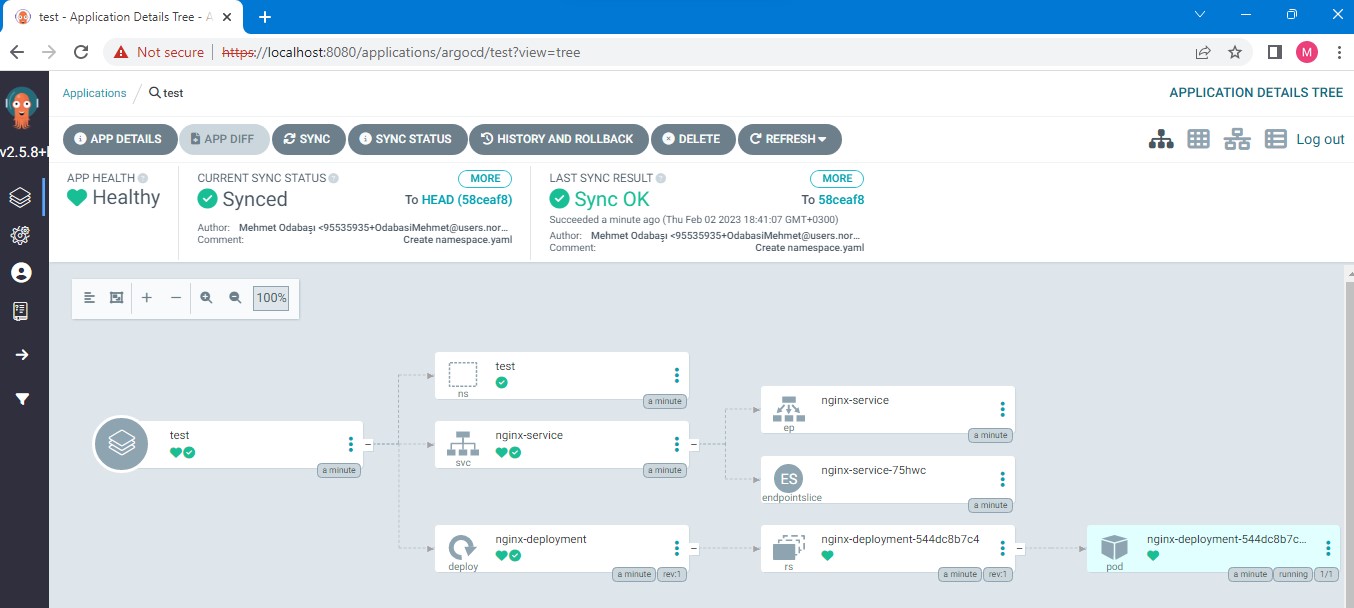 test - Application Details Tree - A
Not secure https://localhost:8080/applications/argocd/test?view=tree
M
Applications / test
APPLICATION DETAILS TREE
v2.5.8+
APP DETAILS
APP DIFF
SYNC
SYNC STATUS
HISTORY AND ROLLBACK
DELETE
REFRESH
Log out
APP HEALTH
Healthy
CURRENT SYNC STATUS
MORE
Synced
To HEAD (58ceaf8)
Author: Mehmet Odabaşı <95535935+OdabasiMehmet@users.nor...
Comment: Create namespace.yaml
LAST SYNC RESULT
MORE
Sync OK
To 58ceaf8
Succeeded a minute ago (Thu Feb 02 2023 18:41:07 GMT+0300)
Author: Mehmet Odabaşı <95535935+OdabasiMehmet@users.nor...
Comment: Create namespace.yaml
100%
test
a minute
test
ns
a minute
nginx-service
svc
a minute
nginx-service
ep
a minute
ES
nginx-service-75hwc
endpointslice
a minute
nginx-deployment
deploy
a minute
rev:1
nginx-deployment-544dc8b7c4
rs
a minute
rev:1
nginx-deployment-544dc8b7c...
pod
a minute
running
1/1